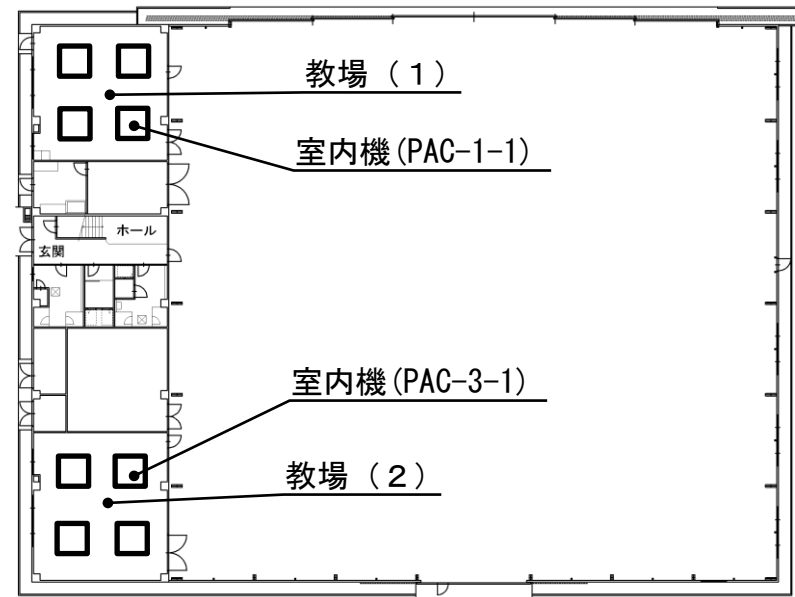 教場（１）
室内機(PAC-1-1)
ホール
玄関
室内機(PAC-3-1)
教場（２）